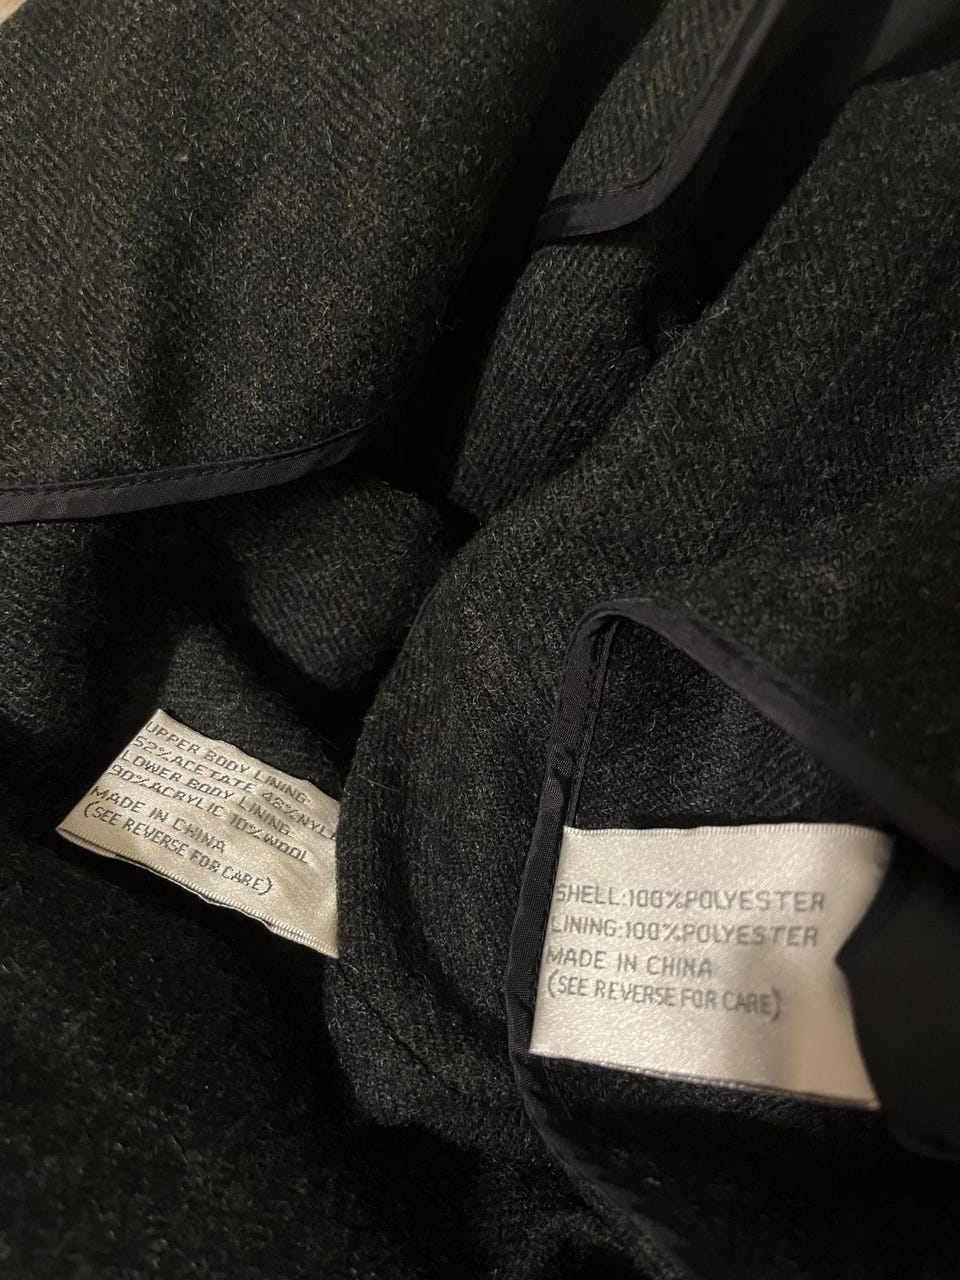 UPPER BODY LINING:
52%ACETATE 48%NYL
LOWER BODY LINING:
90%ACRYLIC 10%WOOL
MADE IN CHINA
(SEE REVERSE FOR CARE)
SHELL:100%POLYESTER
LINING:100%POLYESTER
MADE IN CHINA
(SEE REVERSE FOR CARE)